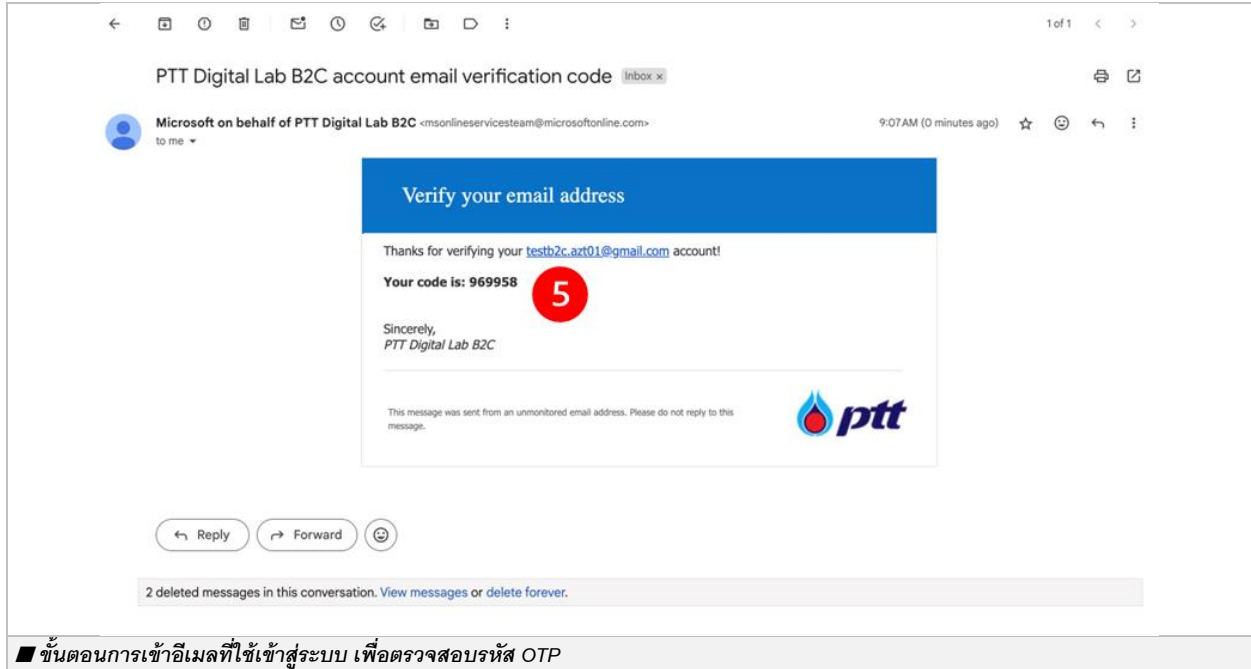 1 of 1
PTT Digital Lab B2C account email verification code Inbox ×
Microsoft on behalf of PTT Digital Lab B2C <msonlineservicesteam@microsoftonline.com> 9:07 AM (0 minutes ago)
to me
Verify your email address
Thanks for verifying your testb2c.azt01@gmail.com account!
Your code is: 969958
5
Sincerely,
PTT Digital Lab B2C
This message was sent from an unmonitored email address. Please do not reply to this
message.
ptt
Reply Forward
2 deleted messages in this conversation. View messages or delete forever.
ขั้นตอนการเข้าอีเมลที่ใช้เข้าสู่ระบบ เพื่อตรวจสอบรหัส OTP